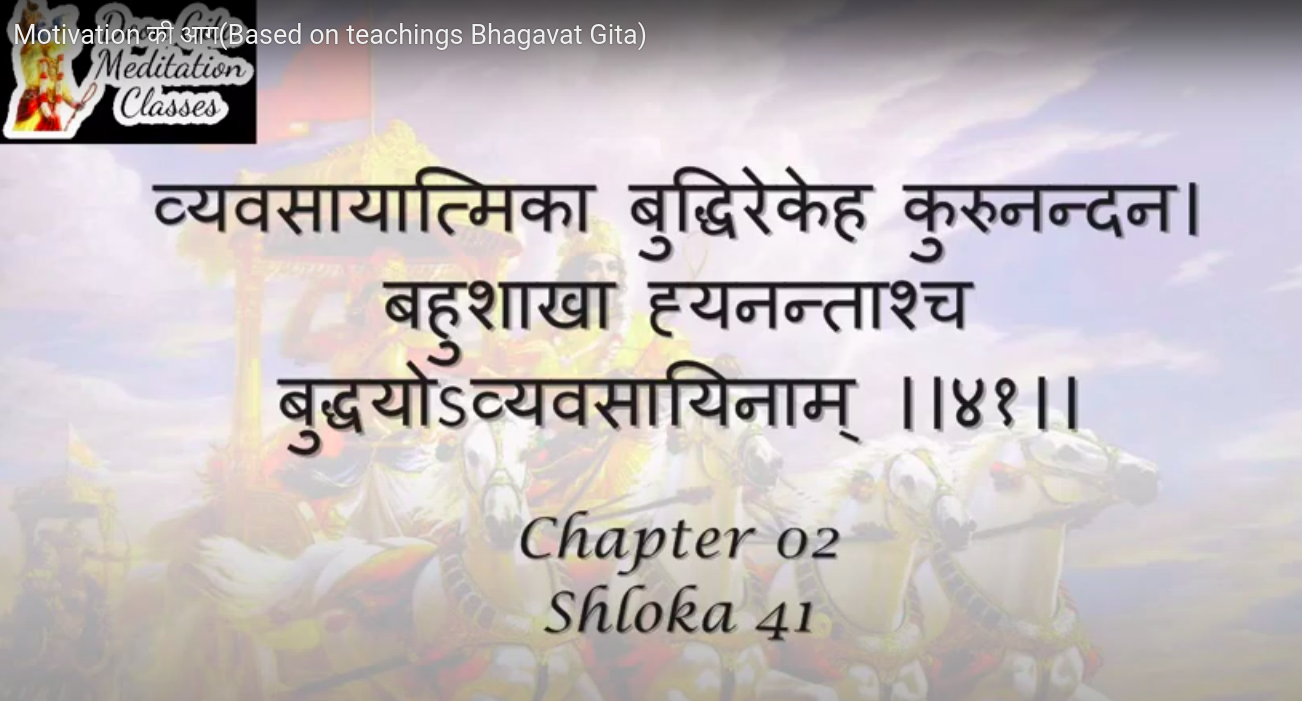 Motivation की आग(Based on teachings Bhagavat Gita)
Meditation
Classes
व्यवसायात्मिका बुद्धिरेकेह कुरुनन्दन।
बहुशाखा ह्यनन्ताश्च
बुद्धयोऽव्यवसायिनाम् ।।४१।।
Chapter 02
Shloka 41